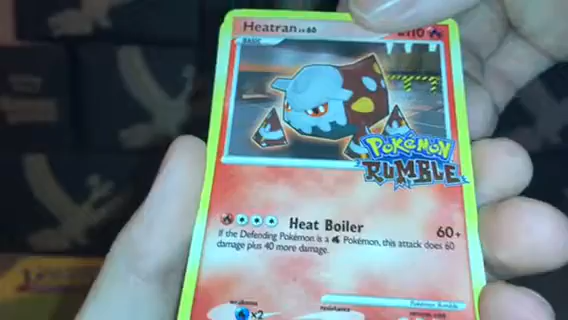 Heatran LV.60
110
BASIC
POKéMON
RUMBLE
Heat Boiler 60+
If the Defending Pokémon is a Pokémon, this attack does 60
damage plus 40 more damage.
weakness
resistance
Pokémon Rumble
x2